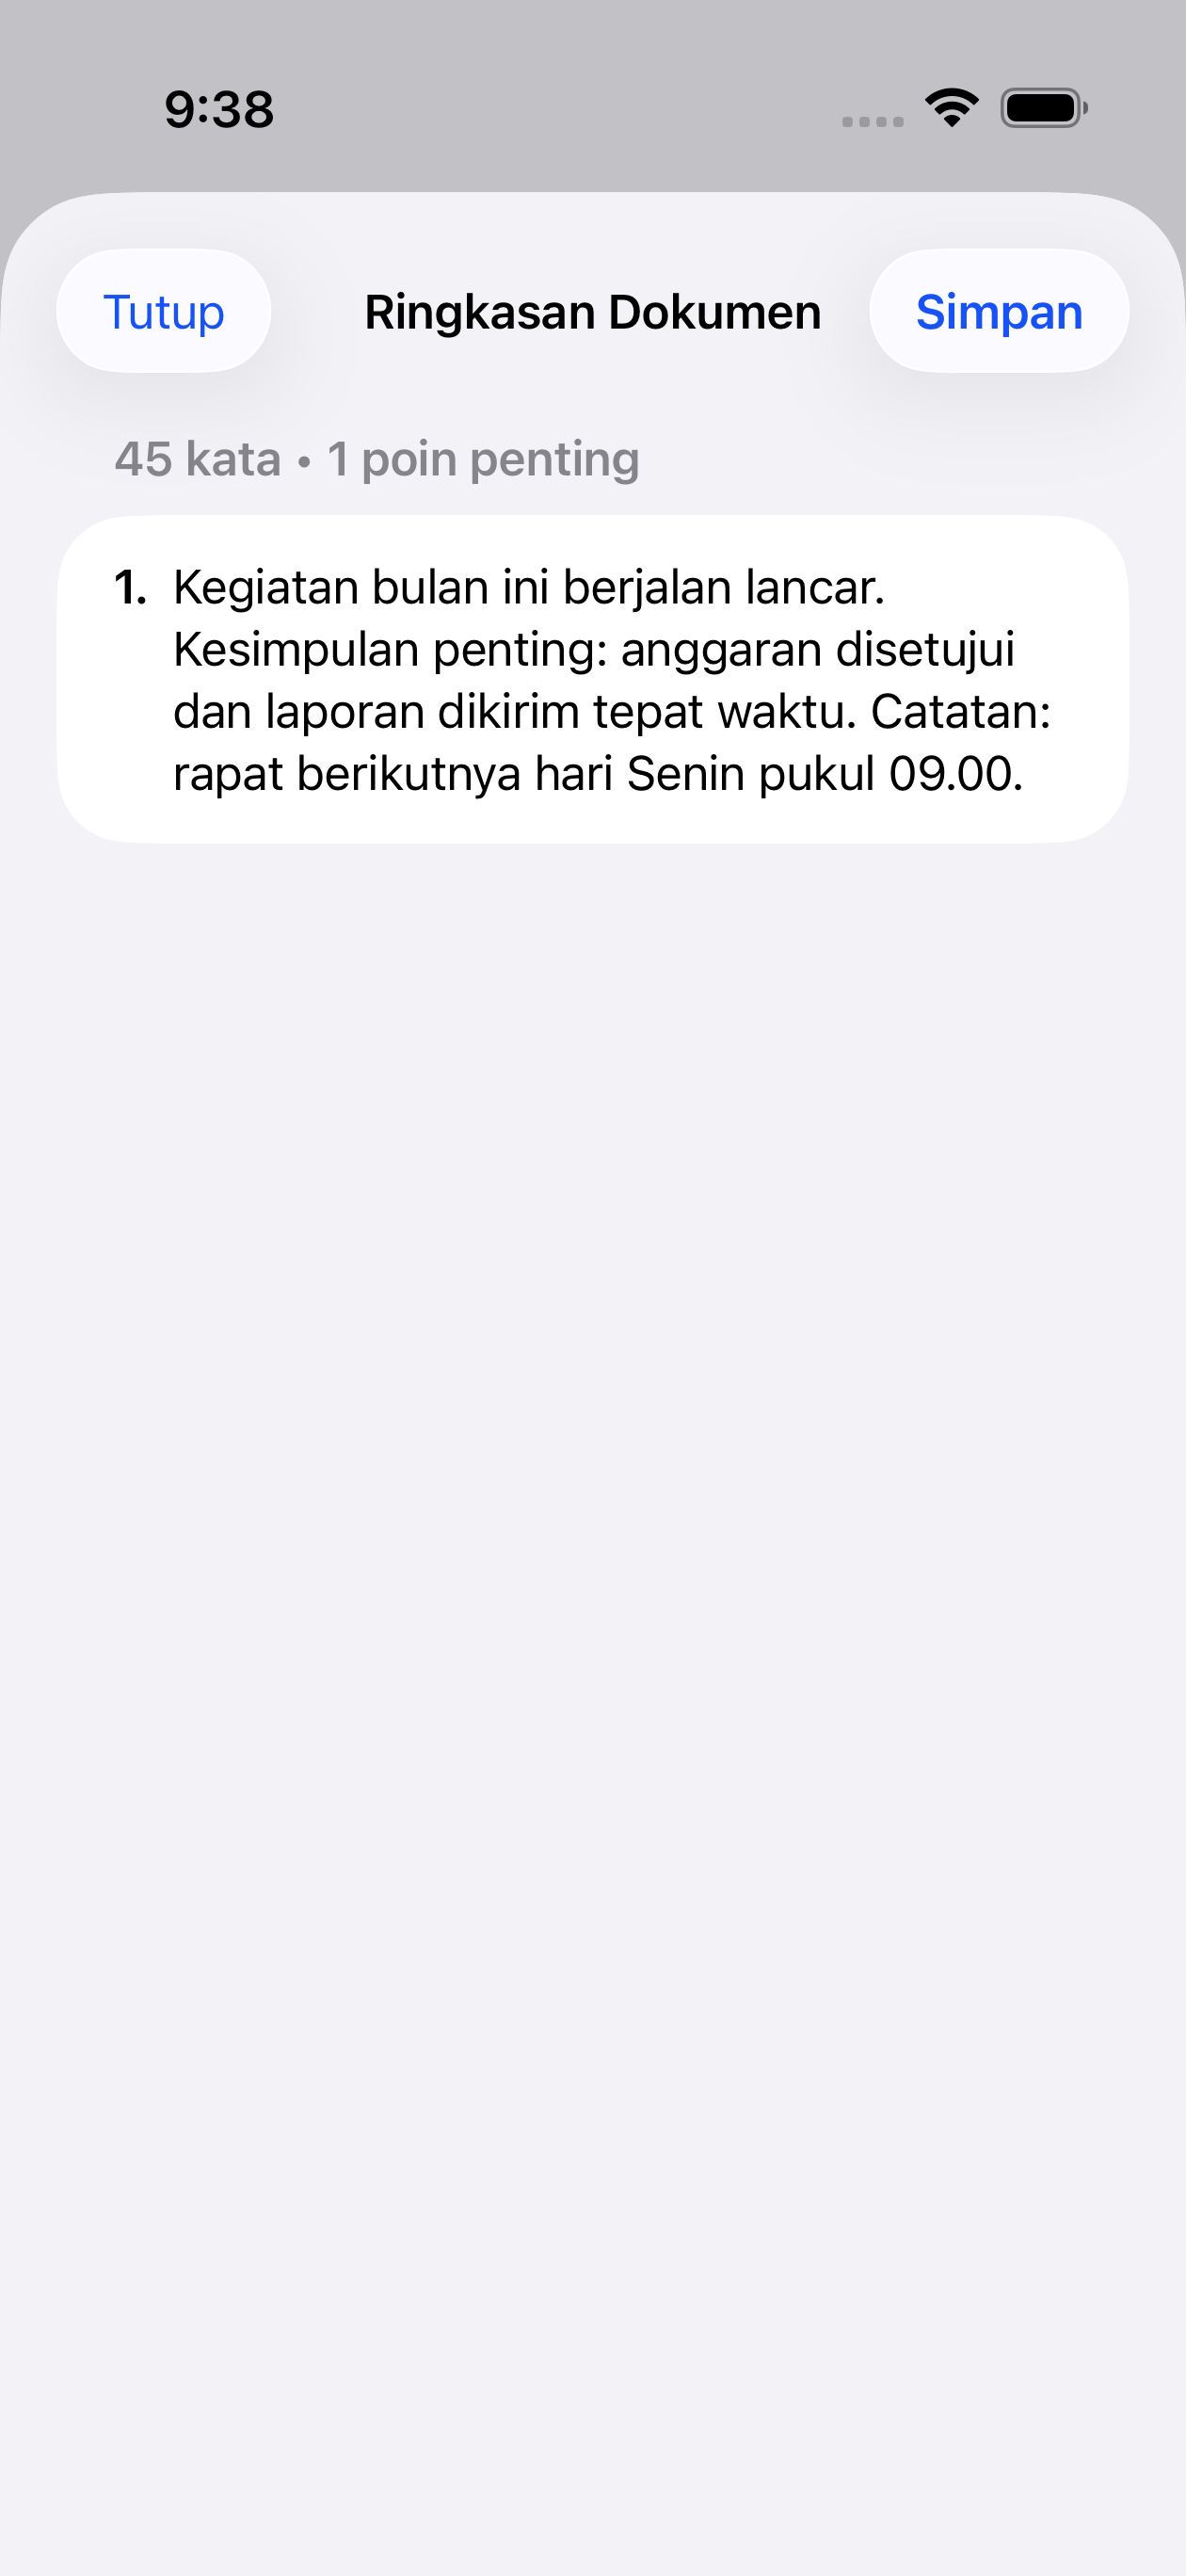 9:38
Tutup
Ringkasan Dokumen
Simpan
45 kata • 1 poin penting
1. Kegiatan bulan ini berjalan lancar.
Kesimpulan penting: anggaran disetujui
dan laporan dikirim tepat waktu. Catatan:
rapat berikutnya hari Senin pukul 09.00.